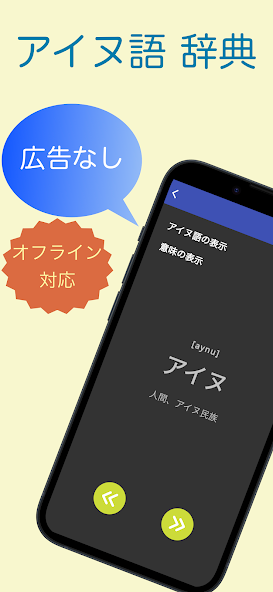 アイヌ語 辞典
広告なし
オフライン
対応
アイヌ語の表示
意味の表示
[aynu]
アイヌ
人間、アイヌ民族